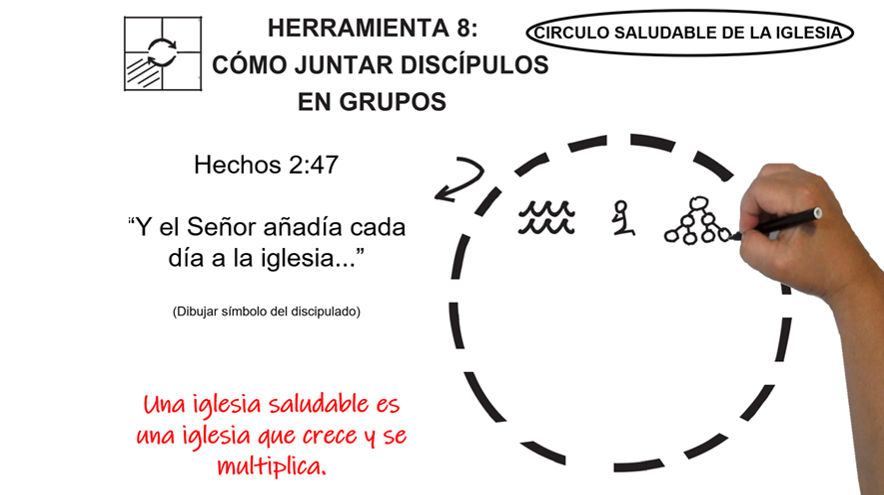 HERRAMIENTA 8:
CÓMO JUNTAR DISCÍPULOS
EN GRUPOS
CIRCULO SALUDABLE DE LA IGLESIA
Hechos 2:47
“Y el Señor añadía cada
día a la iglesia...”
(Dibujar símbolo del discipulado)
Una iglesia saludable es
una iglesia que crece y se
multiplica.